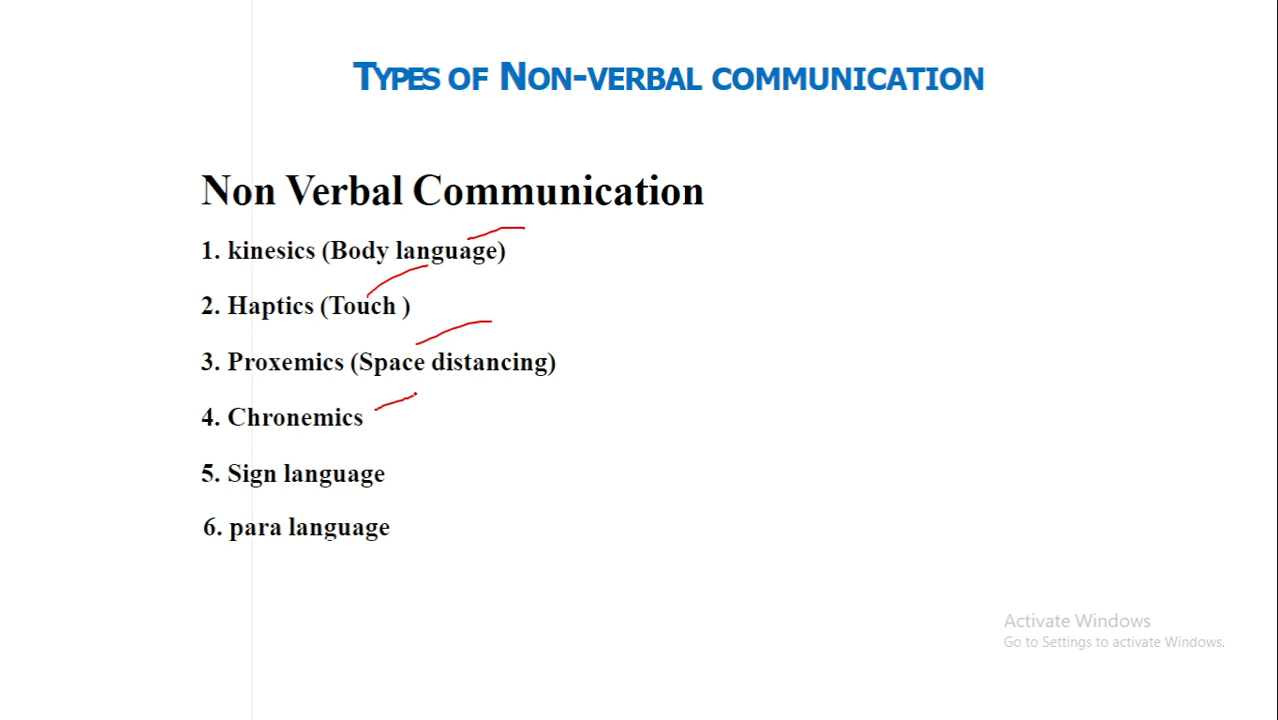 TYPES OF NON-VERBAL COMMUNICATION
Non Verbal Communication
1. kinesics (Body language)
2. Haptics (Touch )
3. Proxemics (Space distancing)
4. Chronemics
5. Sign language
6. para language
Activate Windows
Go to Settings to activate Windows.